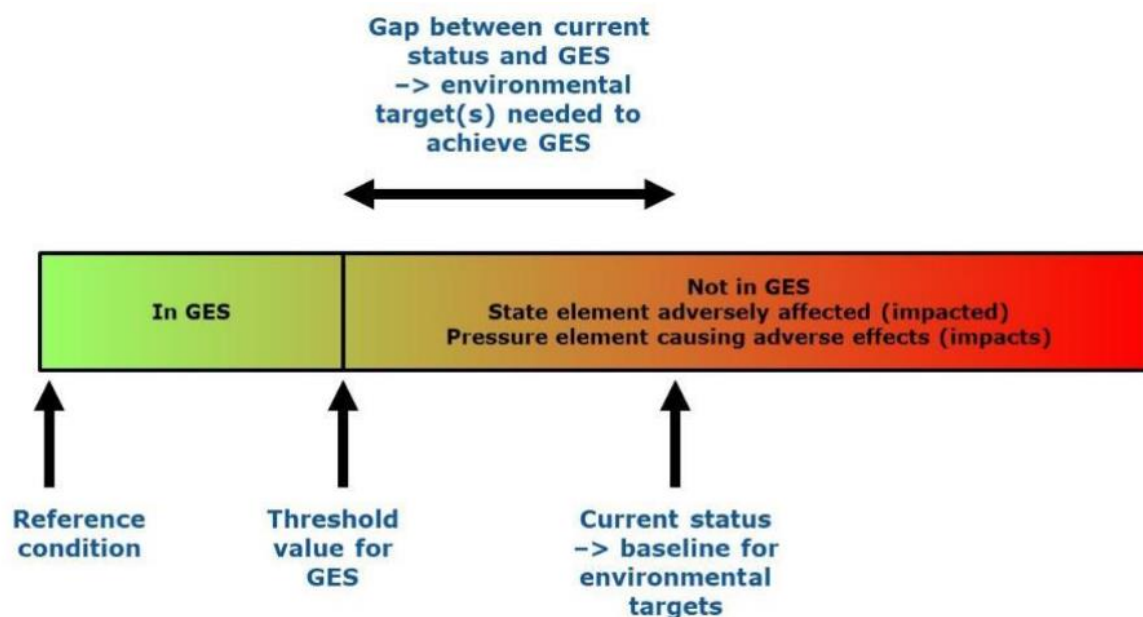 Gap between current
status and GES
–> environmental
target(s) needed to
achieve GES
In GES
Not in GES
State element adversely affected (impacted)
Pressure element causing adverse effects (impacts)
Reference
condition
Threshold
value for
GES
Current status
–> baseline for
environmental
targets